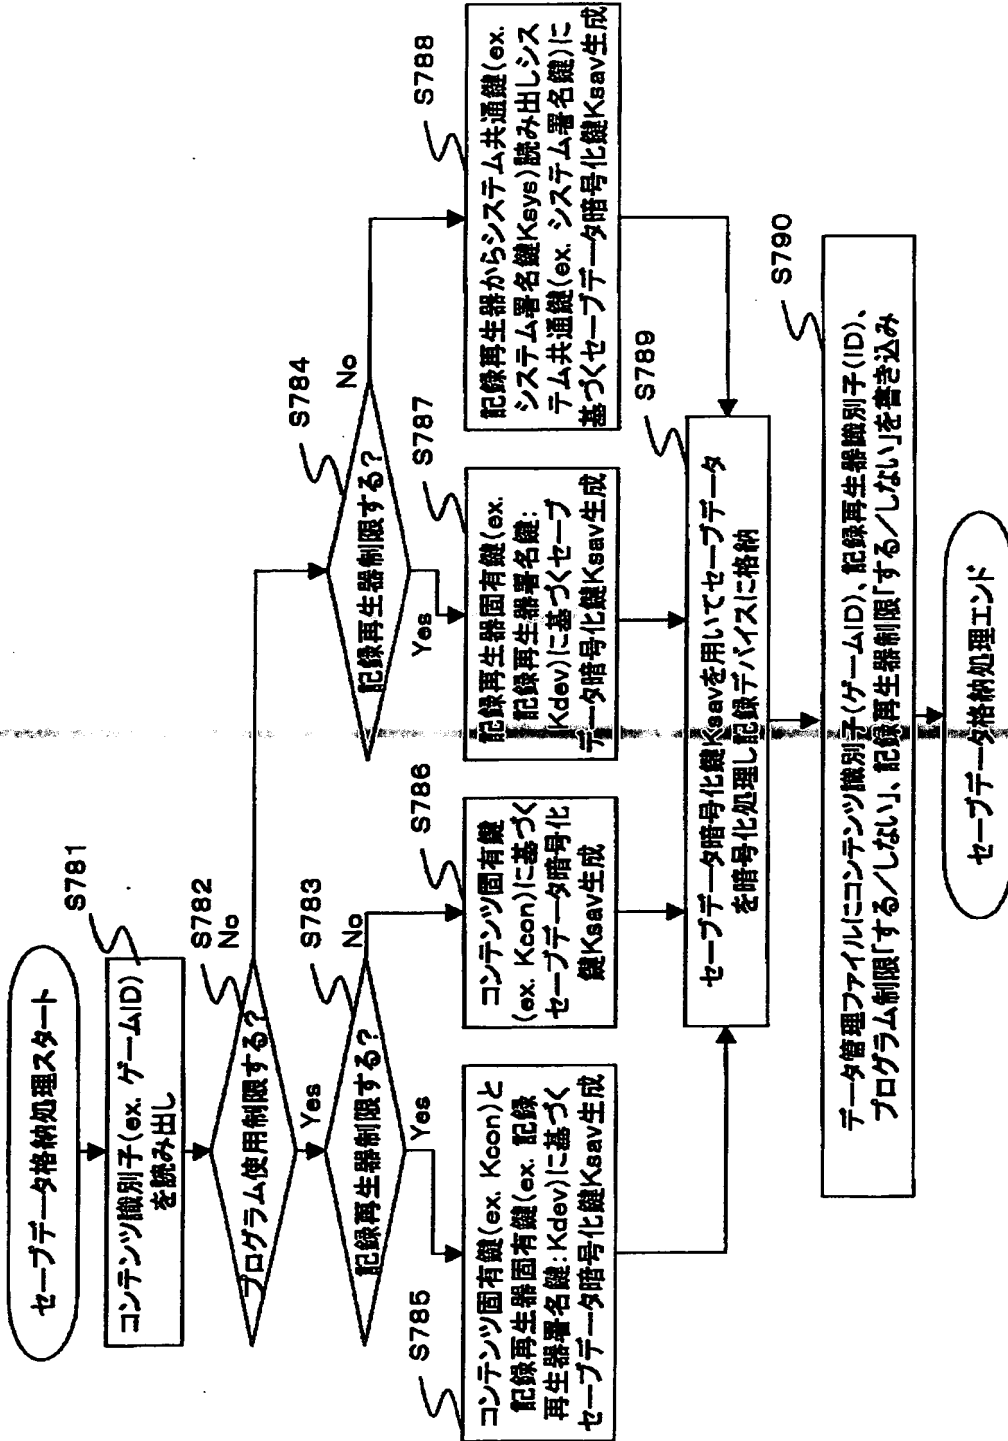 セーブデータ格納処理スタート
S781
コンテンツ識別子(ex. ゲームID)
を読み出し
S782
プログラム使用制限する?
No
Yes
S783
記録再生器制限する?
No
Yes
S784
記録再生器制限する?
No
Yes
S785
コンテンツ固有鍵(ex. Kcon)と
記録再生器固有鍵(ex. 記録
再生器署名鍵:Kdev)に基づく
セーブデータ暗号化鍵Ksav生成
S786
コンテンツ固有鍵
(ex. Kcon)に基づく
セーブデータ暗号化
鍵Ksav生成
S787
記録再生器固有鍵(ex.
記録再生器署名鍵:
Kdev)に基づくセーブ
データ暗号化鍵Ksav生成
S788
記録再生器からシステム共通鍵(ex.
システム署名鍵Ksys)読み出しシス
テム共通鍵(ex. システム署名鍵)に
基づくセーブデータ暗号化鍵Ksav生成
S789
セーブデータ暗号化鍵Ksavを用いてセーブデータ
を暗号化処理し記録デバイスに格納
S790
データ管理ファイルにコンテンツ識別子(ゲームID)、記録再生器識別子(ID)、
プログラム制限「する/しない」、記録再生器制限「する/しない」を書き込み
セーブデータ格納処理エンド